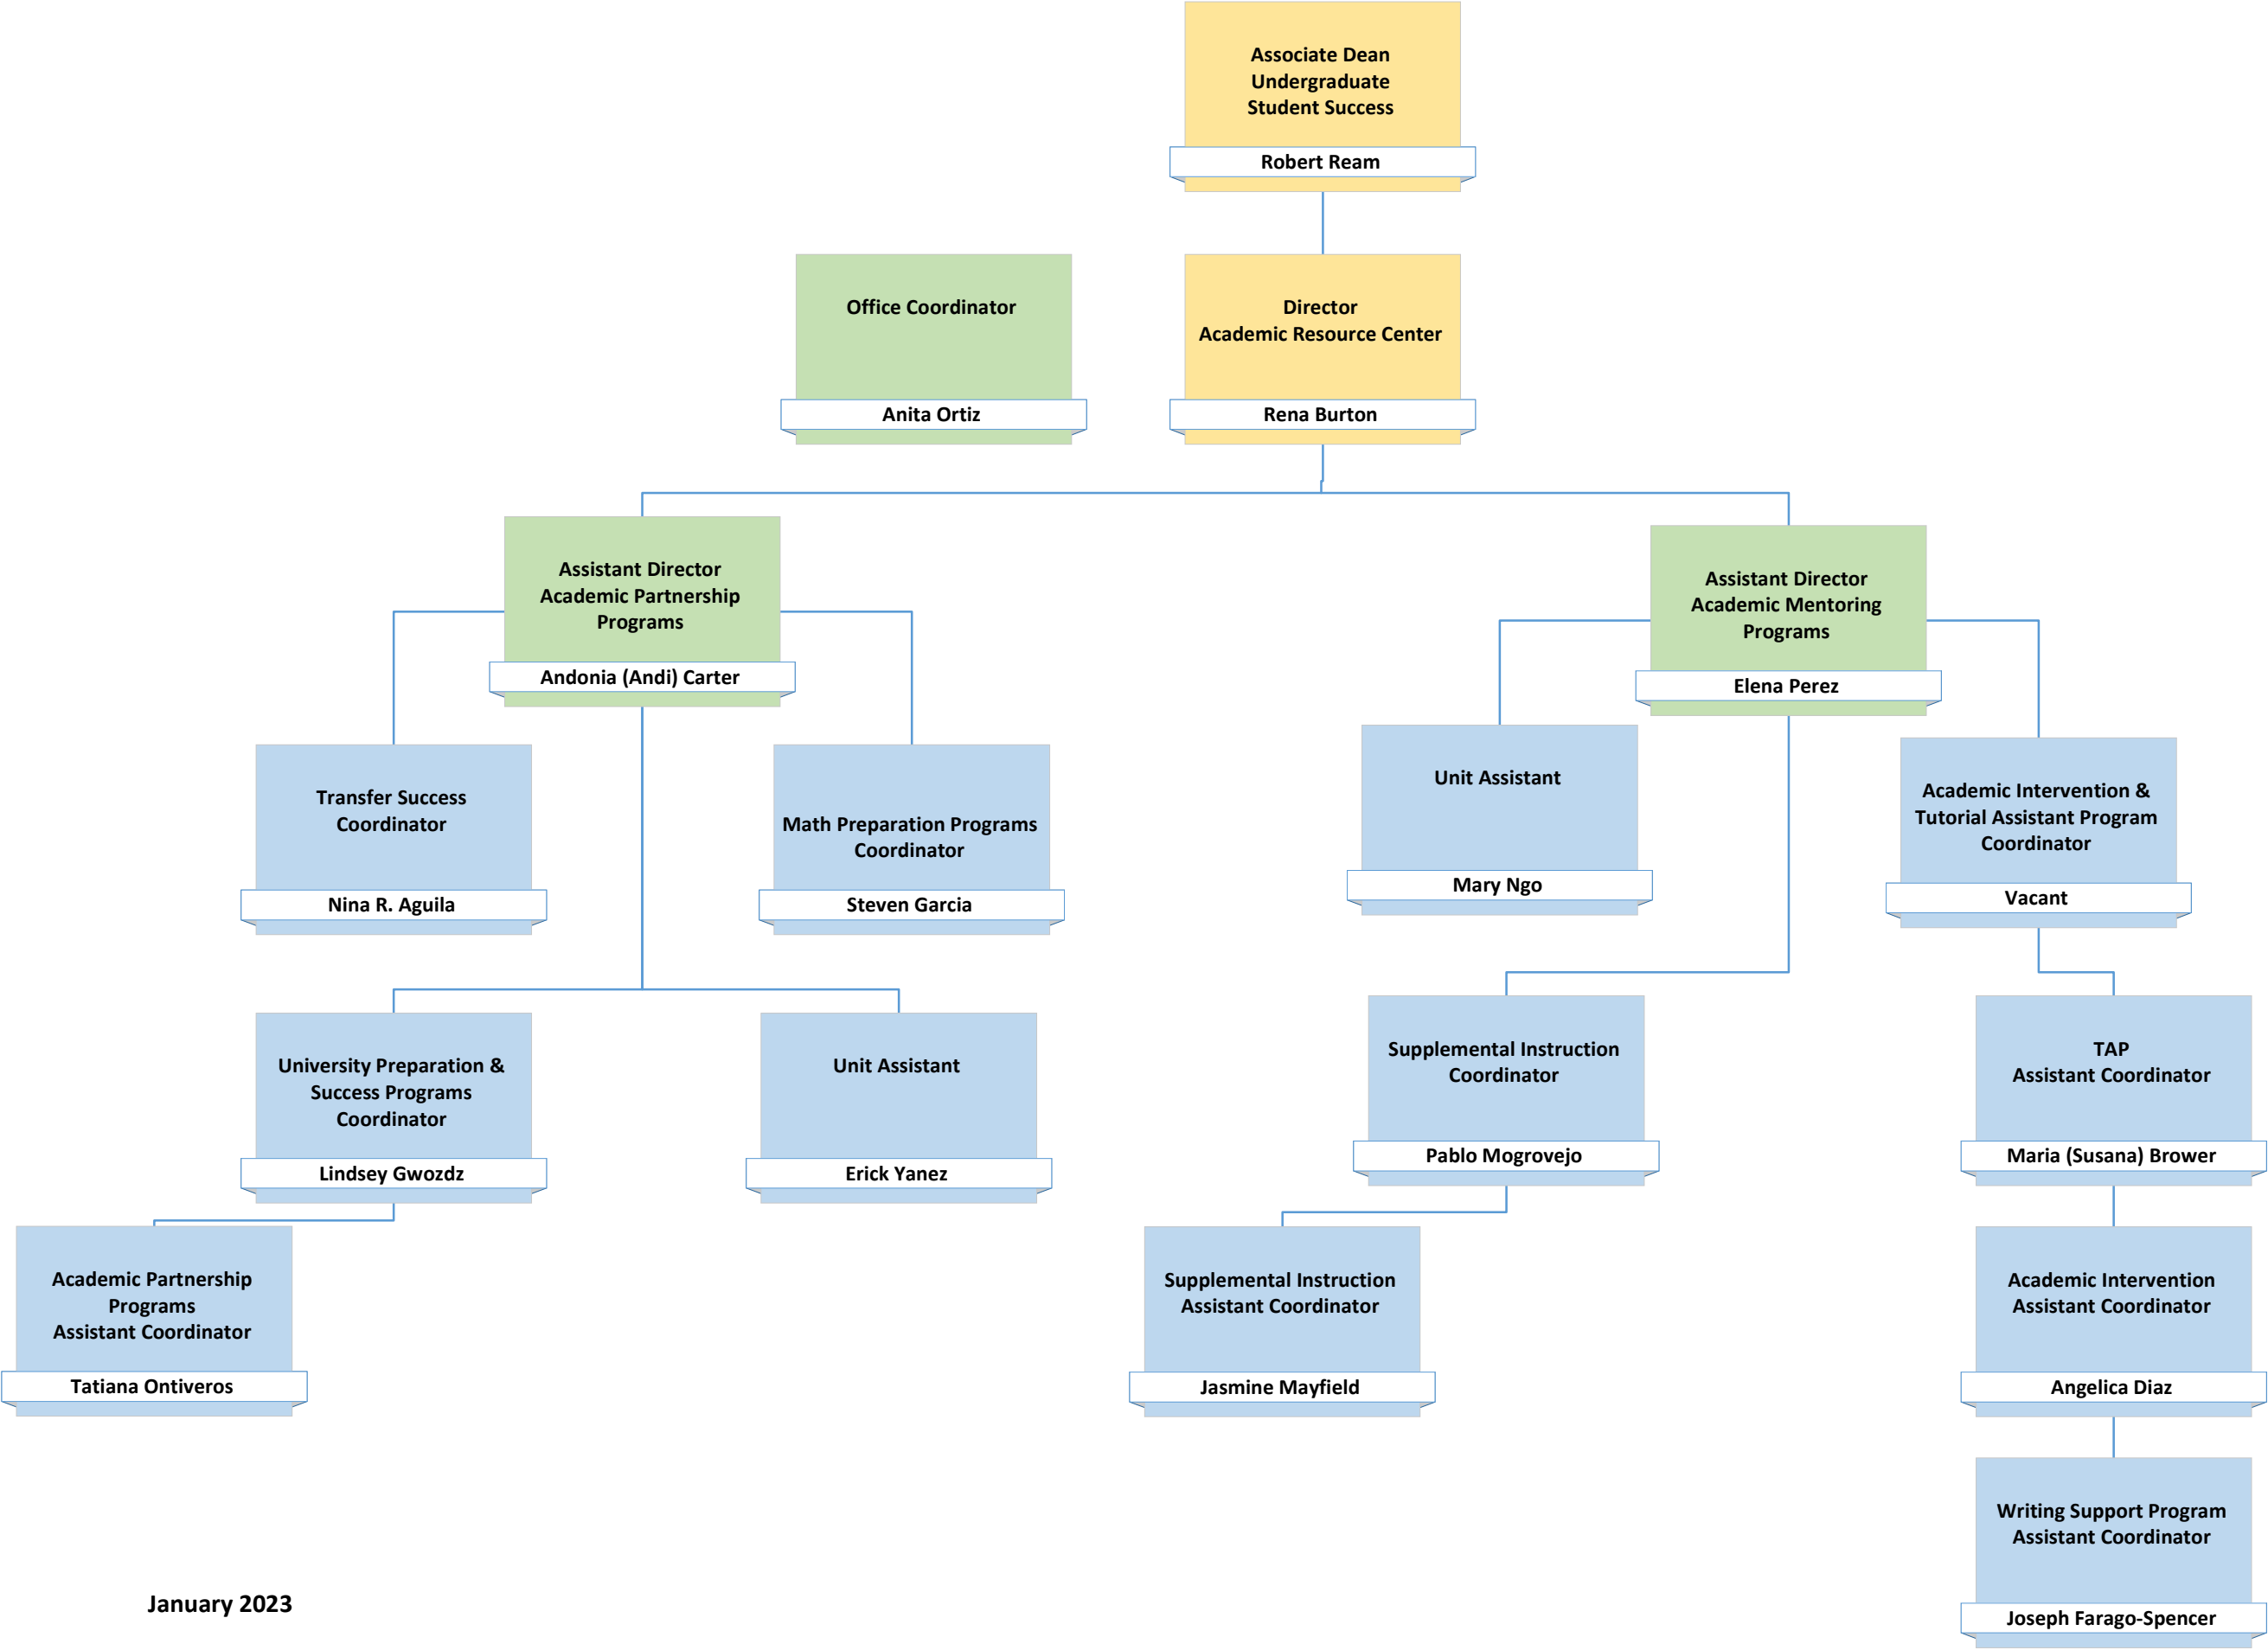 Associate Dean
Undergraduate
Student Success
Robert Ream
Office Coordinator
Anita Ortiz
Director
Academic Resource Center
Rena Burton
Assistant Director
Academic Partnership
Programs
Andonia (Andi) Carter
Assistant Director
Academic Mentoring
Programs
Elena Perez
Transfer Success
Coordinator
Nina R. Aguila
Math Preparation Programs
Coordinator
Steven Garcia
Unit Assistant
Mary Ngo
Academic Intervention &
Tutorial Assistant Program
Coordinator
Vacant
University Preparation &
Success Programs
Coordinator
Lindsey Gwozdz
Unit Assistant
Erick Yanez
Supplemental Instruction
Coordinator
Pablo Mogrovejo
TAP
Assistant Coordinator
Maria (Susana) Brower
Academic Partnership
Programs
Assistant Coordinator
Tatiana Ontiveros
Supplemental Instruction
Assistant Coordinator
Jasmine Mayfield
Academic Intervention
Assistant Coordinator
Angelica Diaz
Writing Support Program
Assistant Coordinator
Joseph Farago-Spencer
January 2023